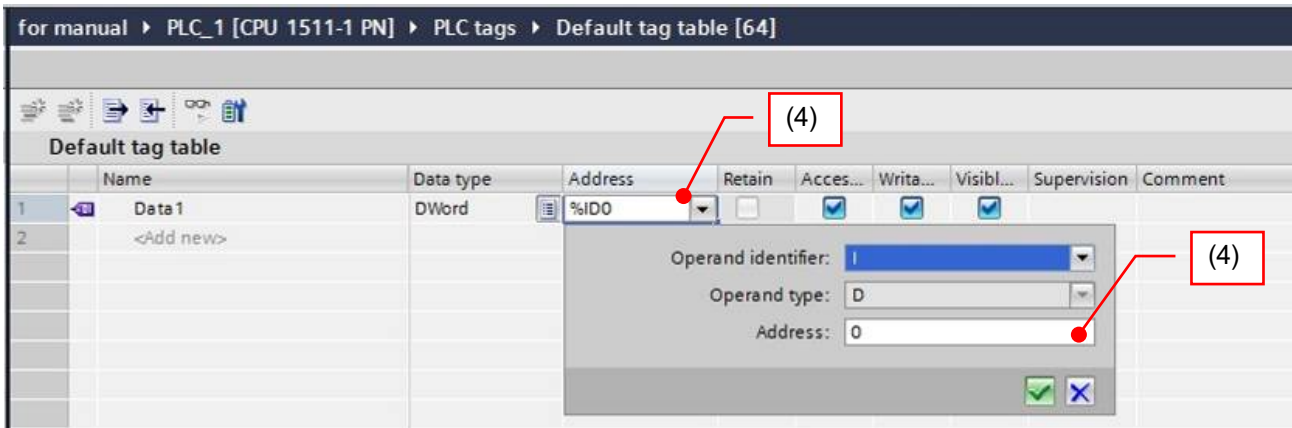 for manual ▸ PLC_1 [CPU 1511-1 PN] ▸ PLC tags ▸ Default tag table [64]
(4)
Default tag table
Name Data type Address Retain Acces... Writa... Visibl... Supervision Comment
1 Data1 DWord %ID0
2 <Add new>
Operand identifier: I
(4)
Operand type: D
Address: 0